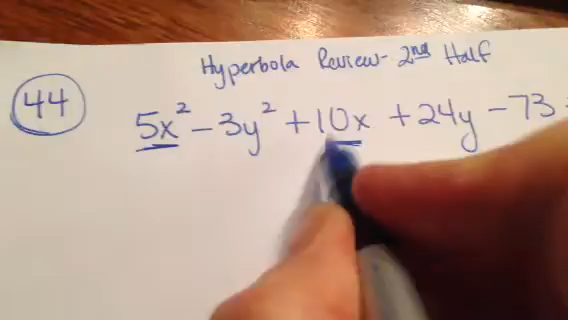 Hyperbola Review - 2nd Half
44 5x² - 3y² + 10x + 24y - 73